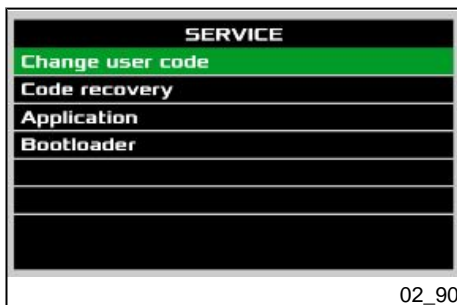 SERVICE
Change user code
Code recovery
Application
Bootloader
02_90